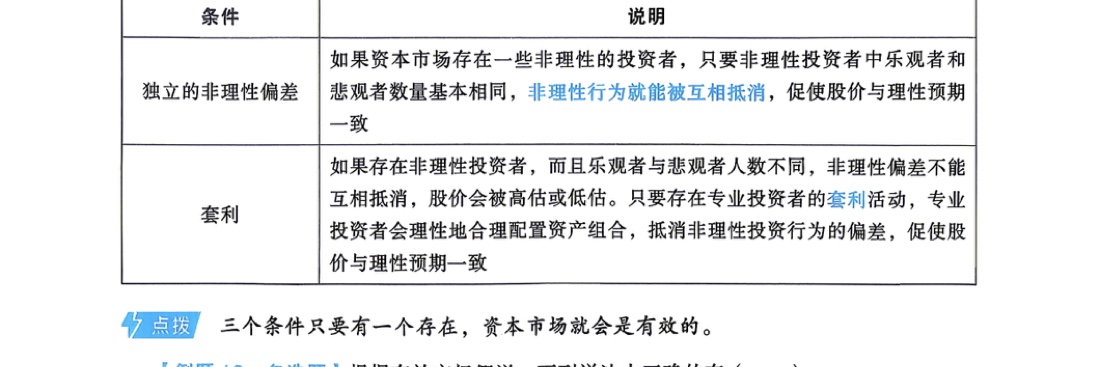 条件 说明
如果资本市场存在一些非理性的投资者，只要非理性投资者中乐观者和
独立的非理性偏差 悲观者数量基本相同，非理性行为就能被互相抵消，促使股价与理性预期
一致
如果存在非理性投资者，而且乐观者与悲观者人数不同，非理性偏差不能
互相抵消，股价会被高估或低估。只要存在专业投资者的套利活动，专业
套利
投资者会理性地合理配置资产组合，抵消非理性投资行为的偏差，促使股
价与理性预期一致
点拨 三个条件只要有一个存在，资本市场就会是有效的。